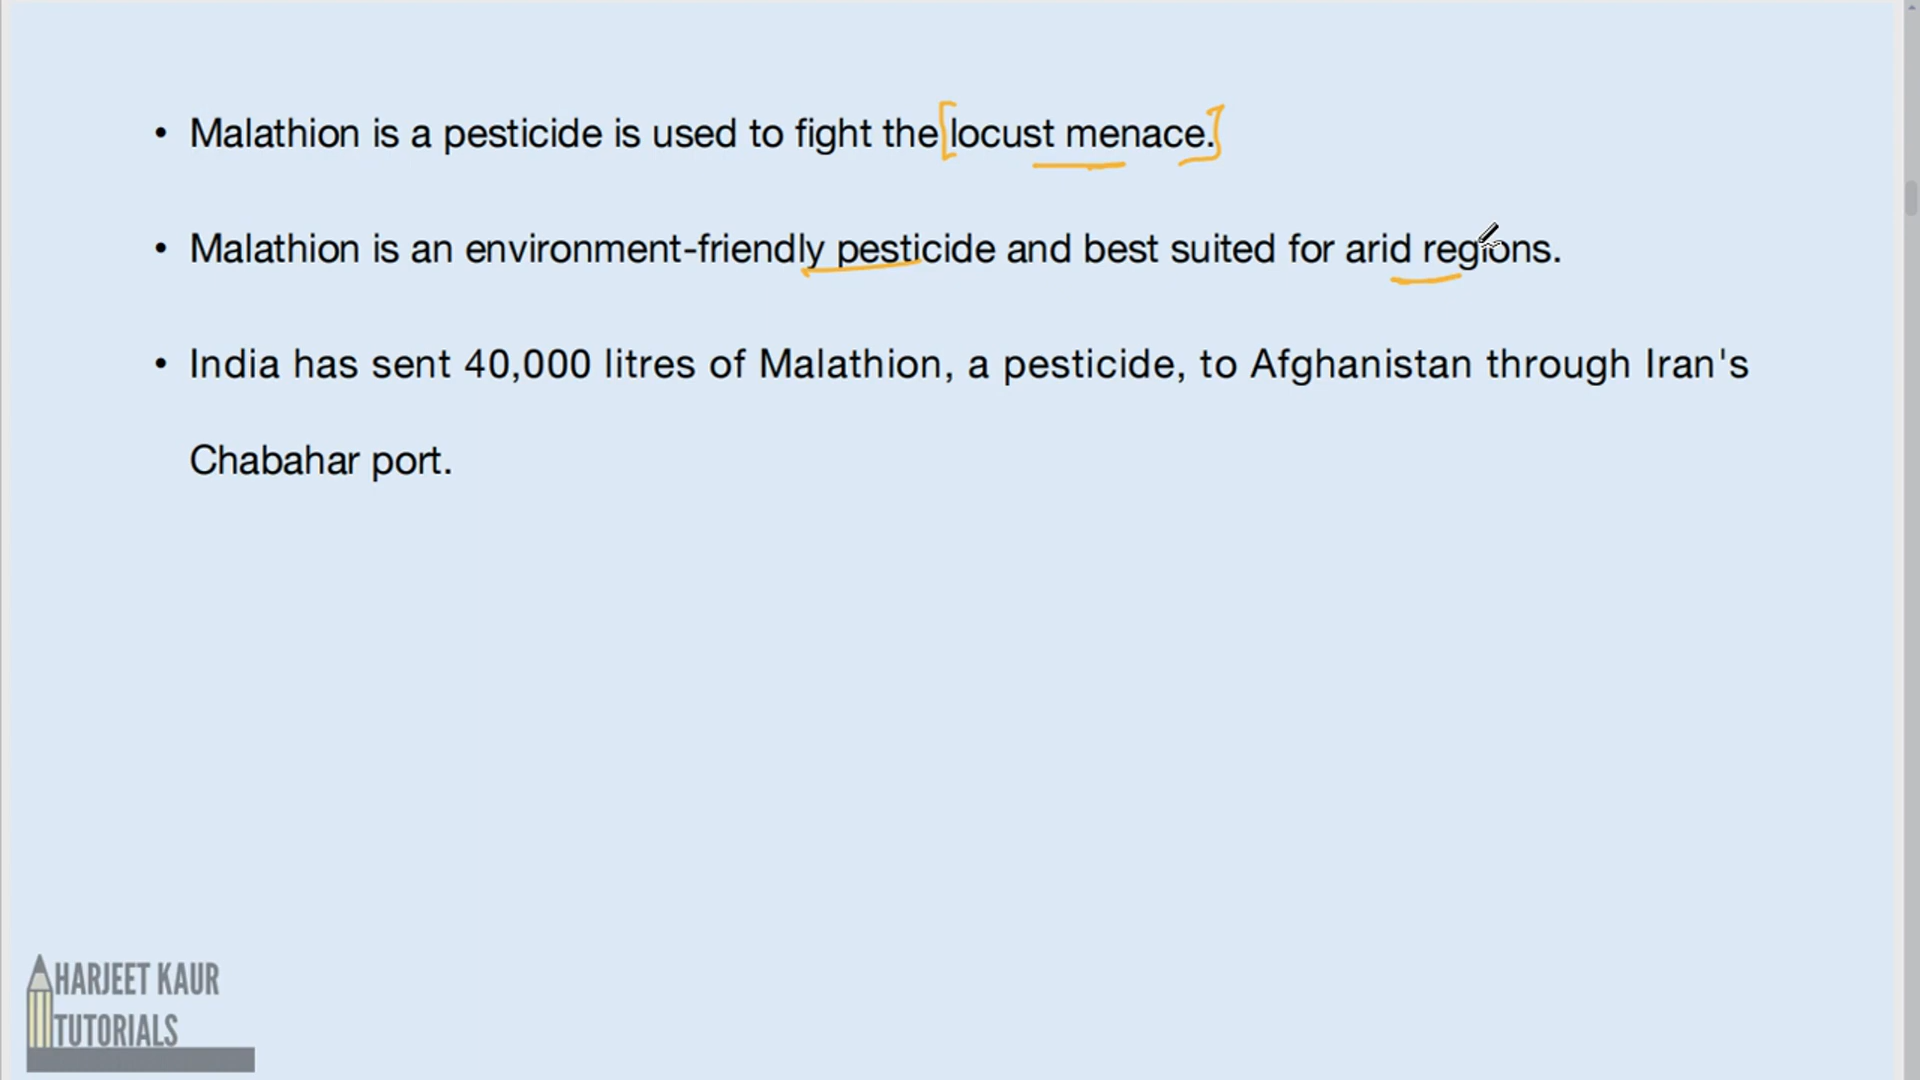 • Malathion is a pesticide is used to fight the locust menace.
• Malathion is an environment-friendly pesticide and best suited for arid regions.
• India has sent 40,000 litres of Malathion, a pesticide, to Afghanistan through Iran's
Chabahar port.
HARJEET KAUR
TUTORIALS